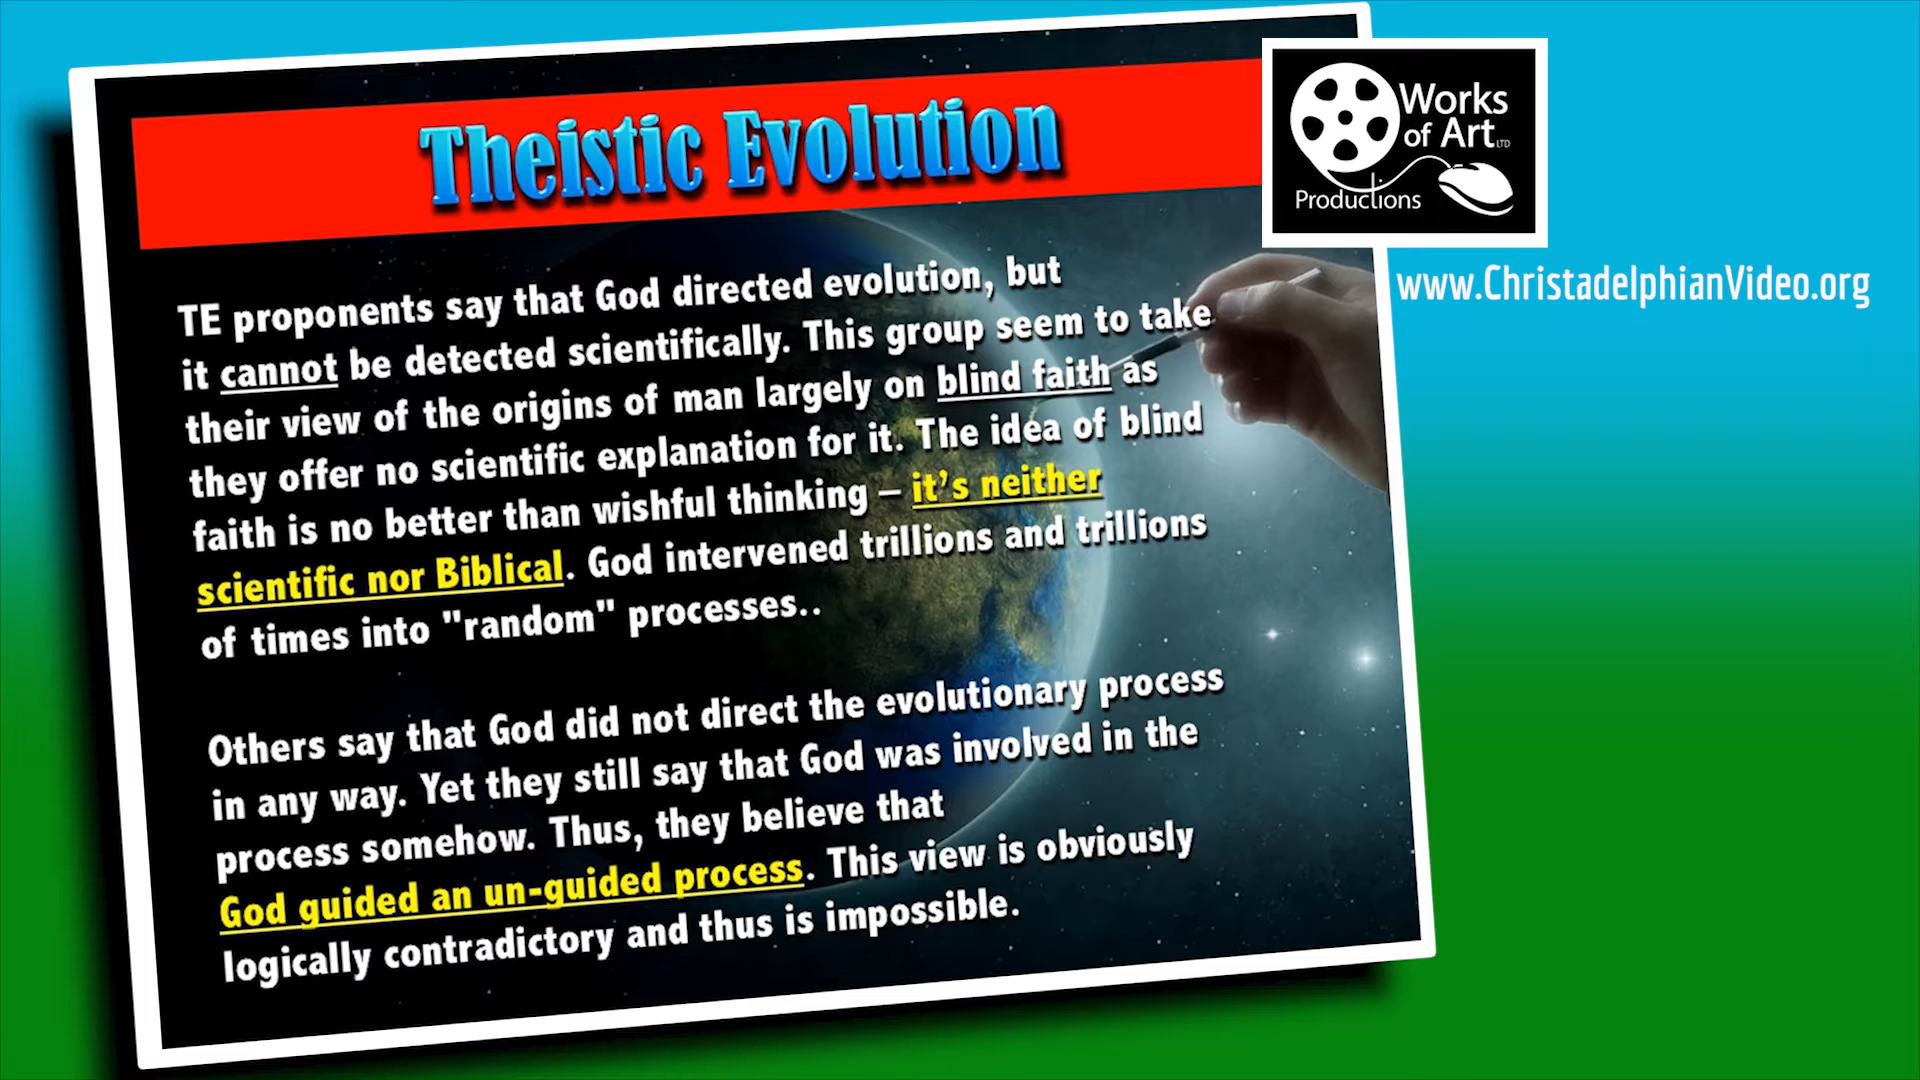 Theistic Evolution
TE proponents say that God directed evolution, but
it cannot be detected scientifically. This group seem to take
their view of the origins of man largely on blind faith as
they offer no scientific explanation for it. The idea of blind
faith is no better than wishful thinking – it's neither
scientific nor Biblical. God intervened trillions and trillions
of times into "random" processes..
Others say that God did not direct the evolutionary process
in any way. Yet they still say that God was involved in the
process somehow. Thus, they believe that
God guided an un-guided process. This view is obviously
logically contradictory and thus is impossible.
Works
of Art LTD
Productions
www.ChristadelphianVideo.org